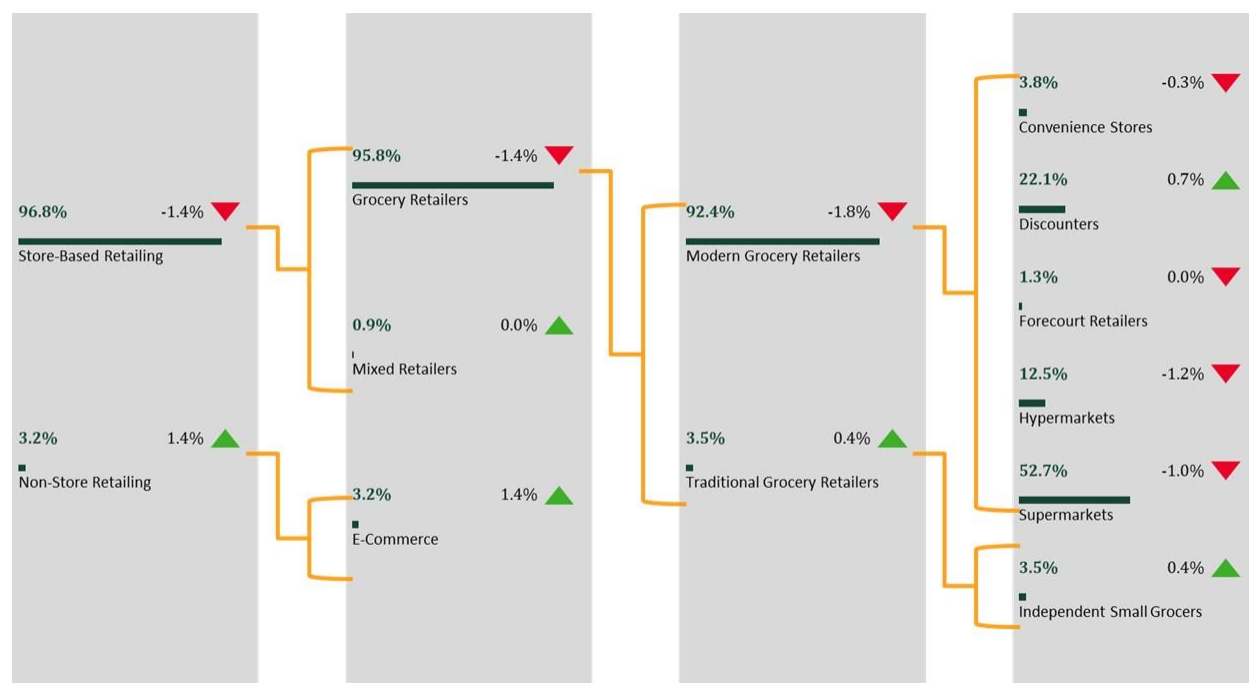 96.8% -1.4%
Store-Based Retailing
3.2% 1.4%
Non-Store Retailing
95.8% -1.4%
Grocery Retailers
0.9% 0.0%
Mixed Retailers
3.2% 1.4%
E-Commerce
92.4% -1.8%
Modern Grocery Retailers
3.5% 0.4%
Traditional Grocery Retailers
3.8% -0.3%
Convenience Stores
22.1% 0.7%
Discounters
1.3% 0.0%
Forecourt Retailers
12.5% -1.2%
Hypermarkets
52.7% -1.0%
Supermarkets
3.5% 0.4%
Independent Small Grocers